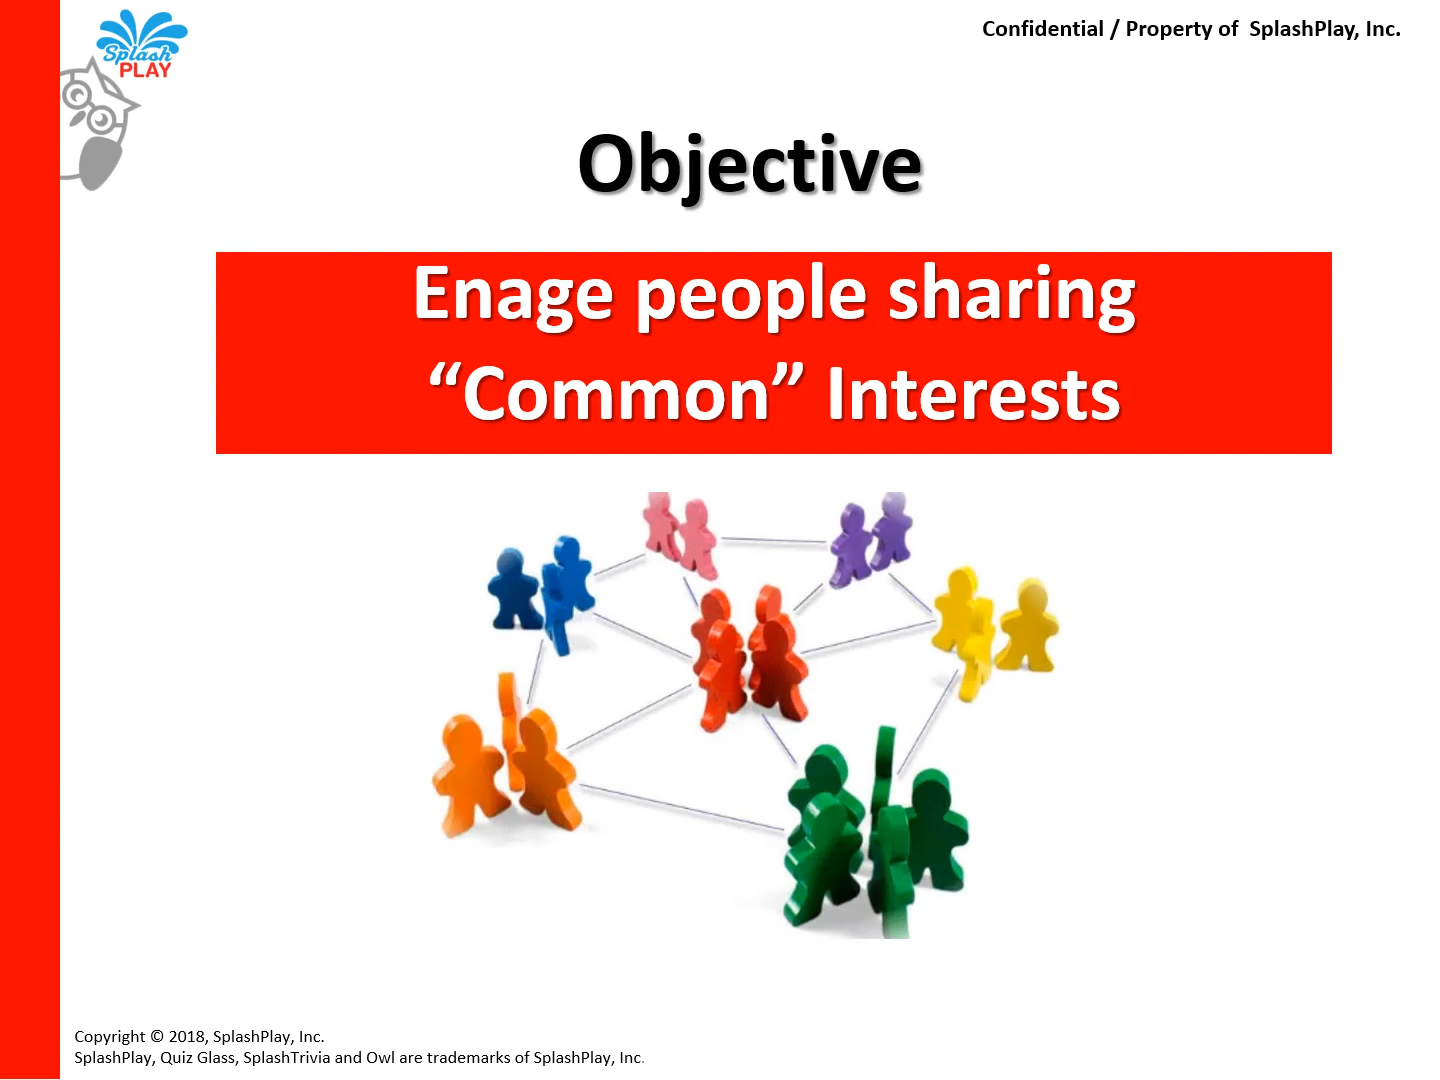 Splash
PLAY
Confidential / Property of SplashPlay, Inc.
Objective
Enage people sharing
“Common” Interests
Copyright © 2018, SplashPlay, Inc.
SplashPlay, Quiz Glass, SplashTrivia and Owl are trademarks of SplashPlay, Inc.